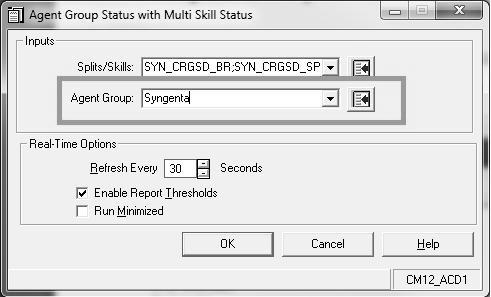 Agent Group Status with Multi Skill Status
Inputs
Splits/Skills: SYN_CRGSD_BR;SYN_CRGSD_SP
Agent Group: Syngenta
Real-Time Options
Refresh Every 30 Seconds
Enable Report Thresholds
Run Minimized
OK Cancel Help
CM12_ACD1